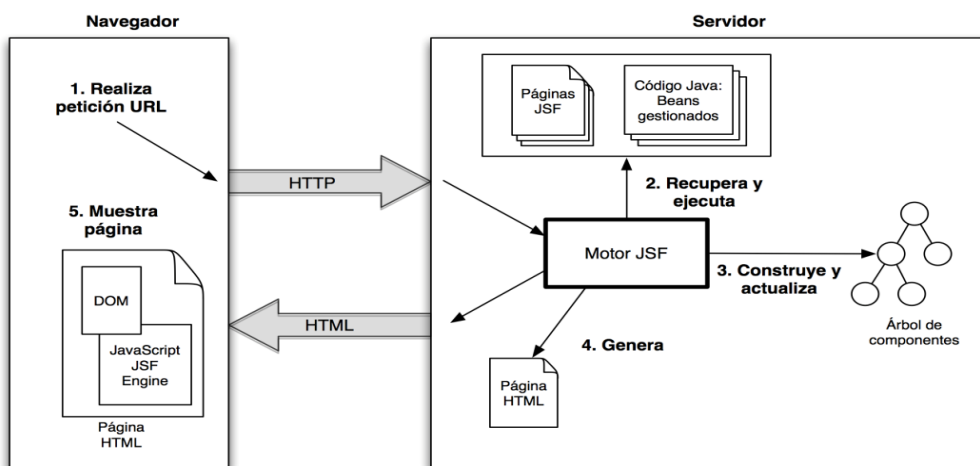 Navegador
Servidor
1. Realiza
petición URL
HTTP
5. Muestra
página
DOM
JavaScript
JSF
Engine
Página
HTML
HTML
Páginas
JSF
Código Java:
Beans
gestionados
2. Recupera y
ejecuta
Motor JSF
3. Construye y
actualiza
Árbol de
componentes
4. Genera
Página
HTML